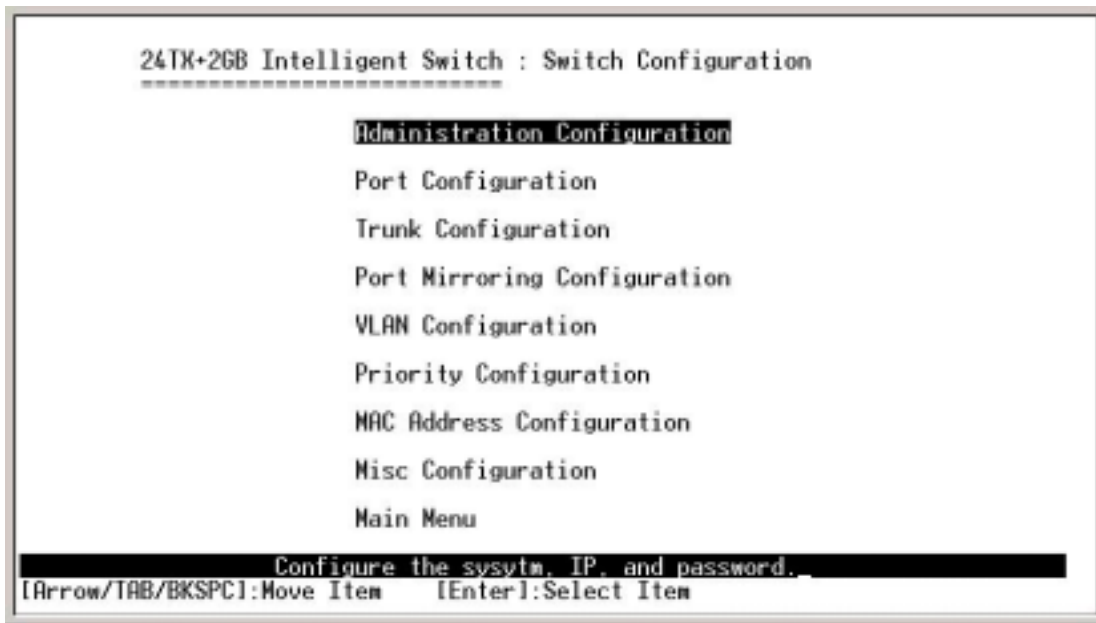 24TX+2GB Intelligent Switch : Switch Configuration
===========================
Administration Configuration
Port Configuration
Trunk Configuration
Port Mirroring Configuration
VLAN Configuration
Priority Configuration
MAC Address Configuration
Misc Configuration
Main Menu
Configure the sysytm, IP, and password._
[Arrow/TAB/BKSPC]:Move Item [Enter]:Select Item